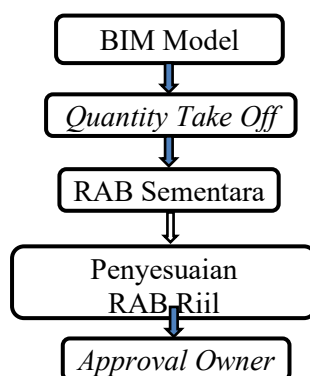 BIM Model
Quantity Take Off
RAB Sementara
Penyesuaian
RAB Riil
Approval Owner